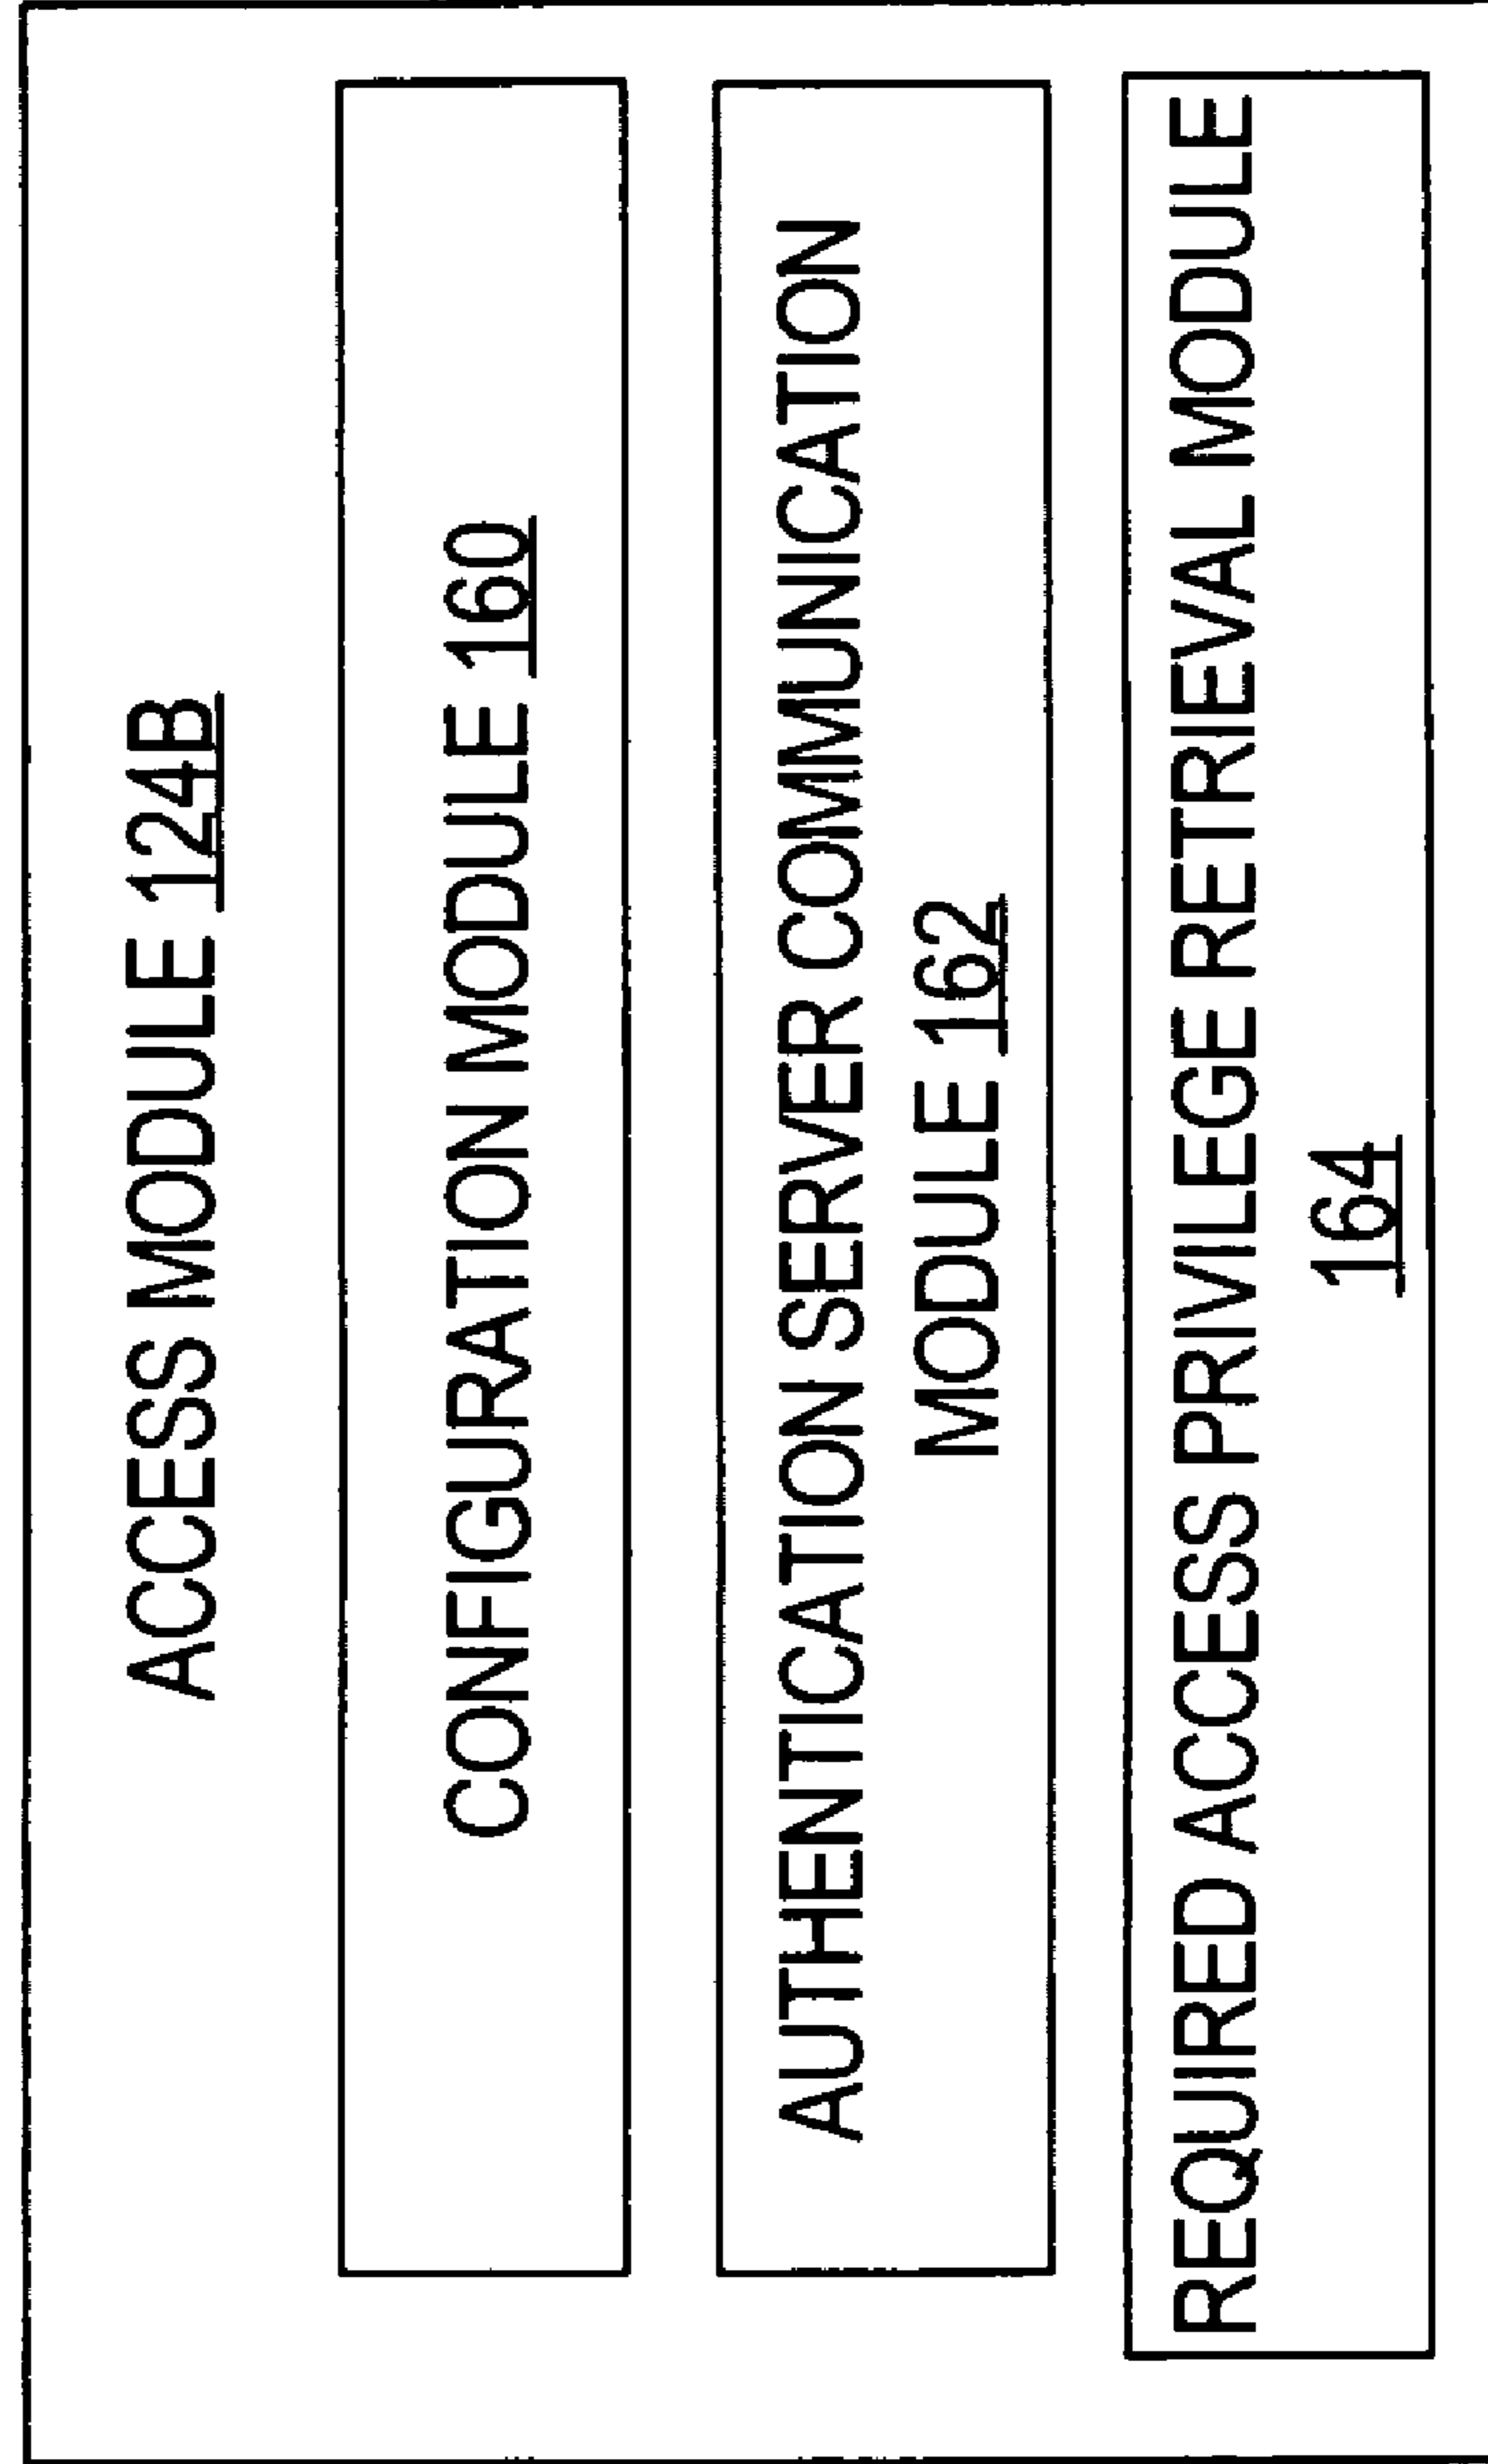 ACCESS MODULE 124B
CONFIGURATION MODULE 160
AUTHENTICATION SERVER COMMUNICATION
MODULE 162
REQUIRED ACCESS PRIVILEGE RETRIEVAL MODULE
164